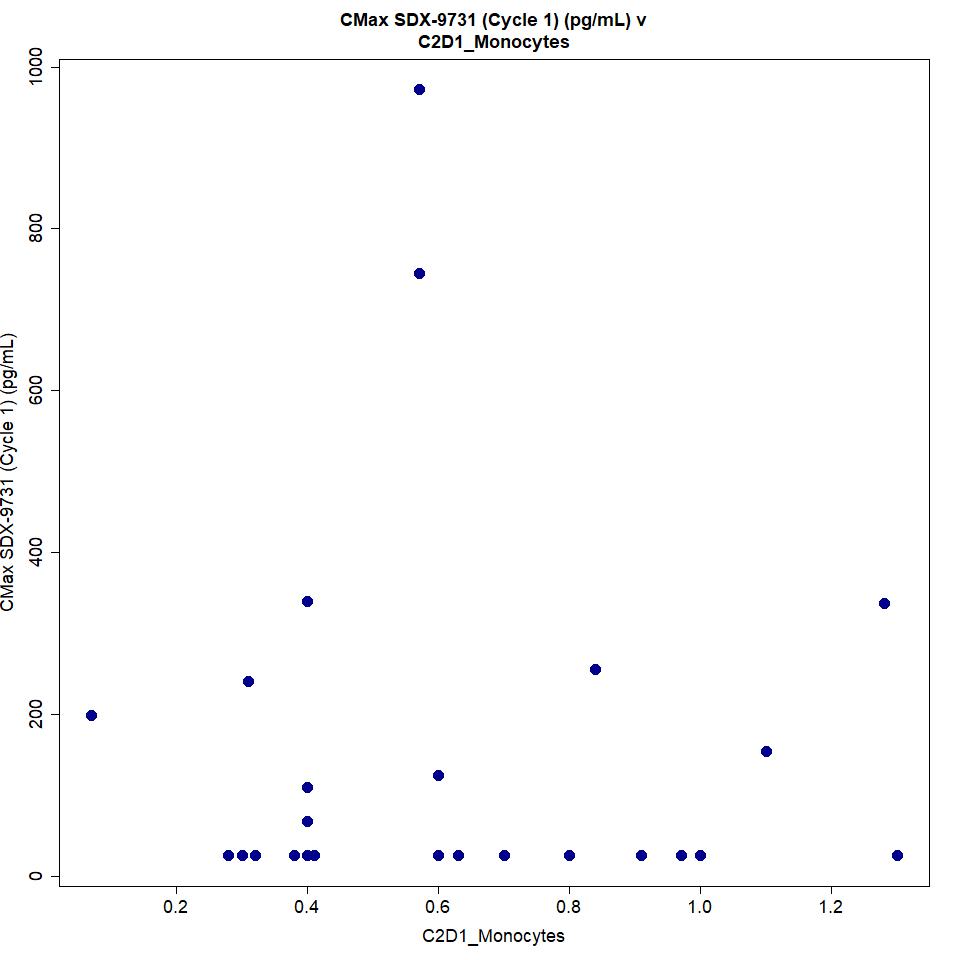 CMax SDX-9731 (Cycle 1) (pg/mL) v
C2D1_Monocytes
1000
800
600
400
200
0
CMax SDX-9731 (Cycle 1) (pg/mL)
0.2 0.4 0.6 0.8 1.0 1.2
C2D1_Monocytes